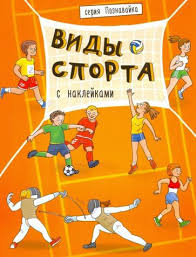 серия Познавайка
ВИДЫ
СПОРТА
с наклейками